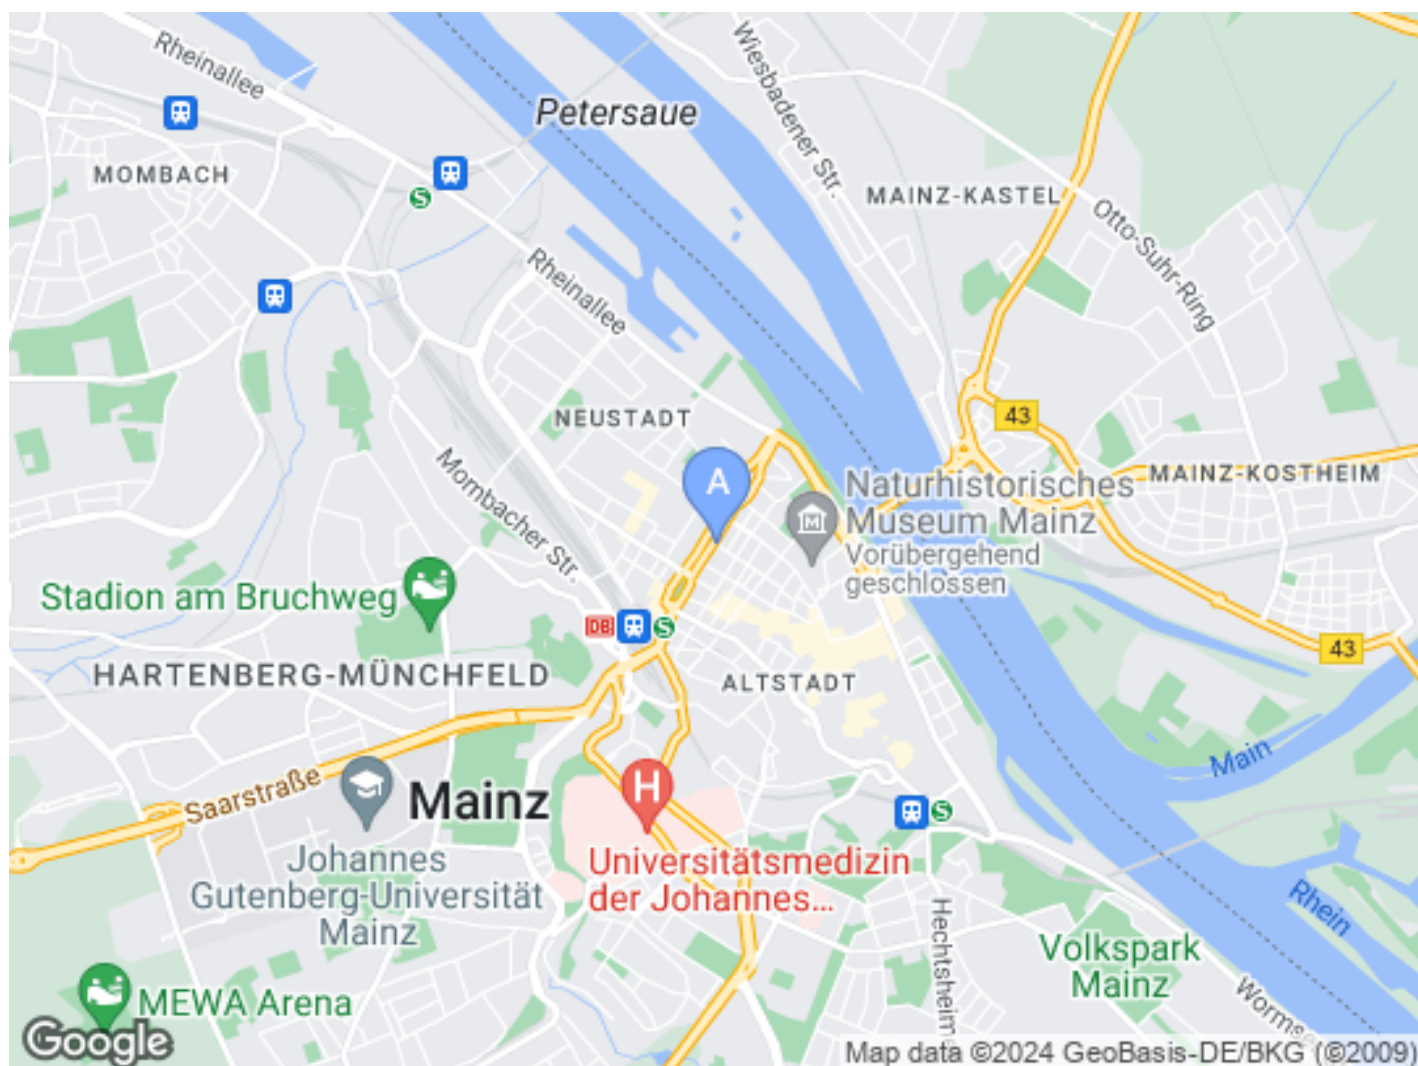 Rheinallee
Wiesbadener Str.
Petersaue
MOMBACH
S
MAINZ-KASTEL
Otto-Suhr-Ring
Rheinallee
NEUSTADT
43
A
Mombacher Str.
Naturhistorisches
Museum Mainz
Vorübergehend
geschlossen
M
MAINZ-KOSTHEIM
Stadion am Bruchweg
DB
S
43
HARTENBERG-MÜNCHFELD
ALTSTADT
Main
Saarstraße
Mainz
H
S
Johannes
Gutenberg-Universität
Mainz
Universitätsmedizin
der Johannes...
Rhein
Hechtsheime
Volkspark
Mainz
MEWA Arena
Wormse
Google
Map data ©2024 GeoBasis-DE/BKG (©2009)